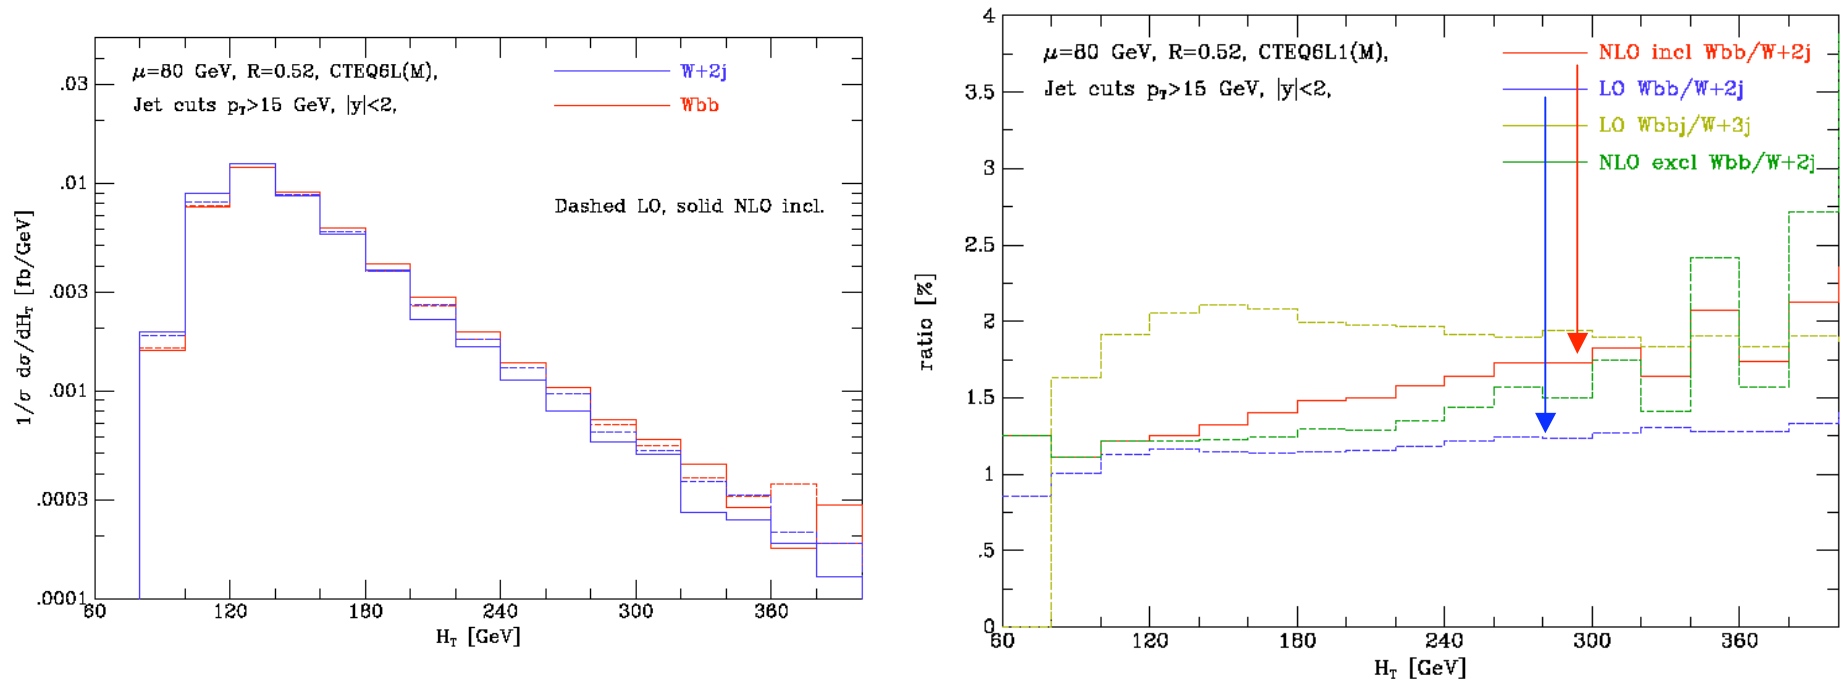 μ=80 GeV, R=0.52, CTEQ6L(M),
Jet cuts p_T>15 GeV, |y|<2,
W+2j
Wbb
Dashed LO, solid NLO incl.
1/σ dσ/dH_T [fb/GeV]
.03
.01
.003
.001
.0003
.0001
60 120 180 240 300 360
H_T [GeV]
μ=80 GeV, R=0.52, CTEQ6L1(M),
Jet cuts p_T>15 GeV, |y|<2,
NLO incl Wbb/W+2j
LO Wbb/W+2j
LO Wbbj/W+3j
NLO excl Wbb/W+2j
ratio [%]
4
3.5
3
2.5
2
1.5
1
.5
0
60 120 180 240 300 360
H_T [GeV]